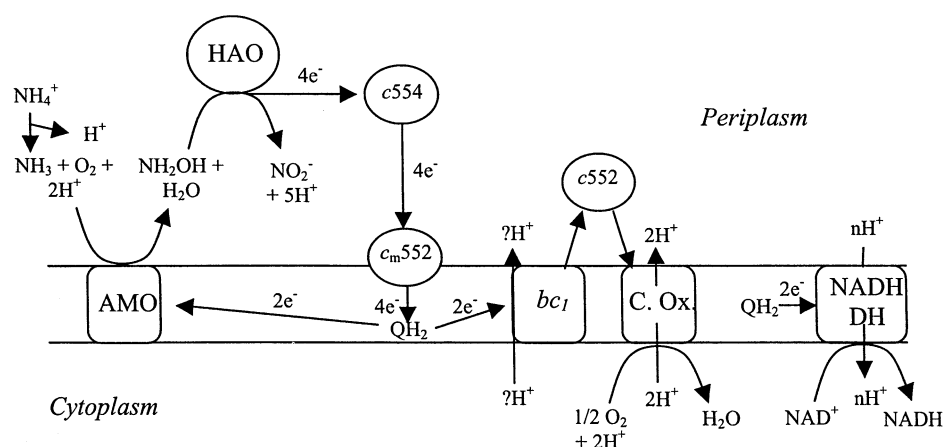 HAO
4e-
c554
NH4+
H+
Periplasm
NH3 + O2 +
2H+
NH2OH +
H2O
NO2-
+ 5H+
4e-
c552
cm552
?H+
2H+
nH+
AMO
2e-
4e-
QH2
2e-
bc1
C. Ox.
QH2
2e-
NADH
DH
Cytoplasm
?H+
1/2 O2
+ 2H+
2H+
H2O
NAD+
nH+
NADH